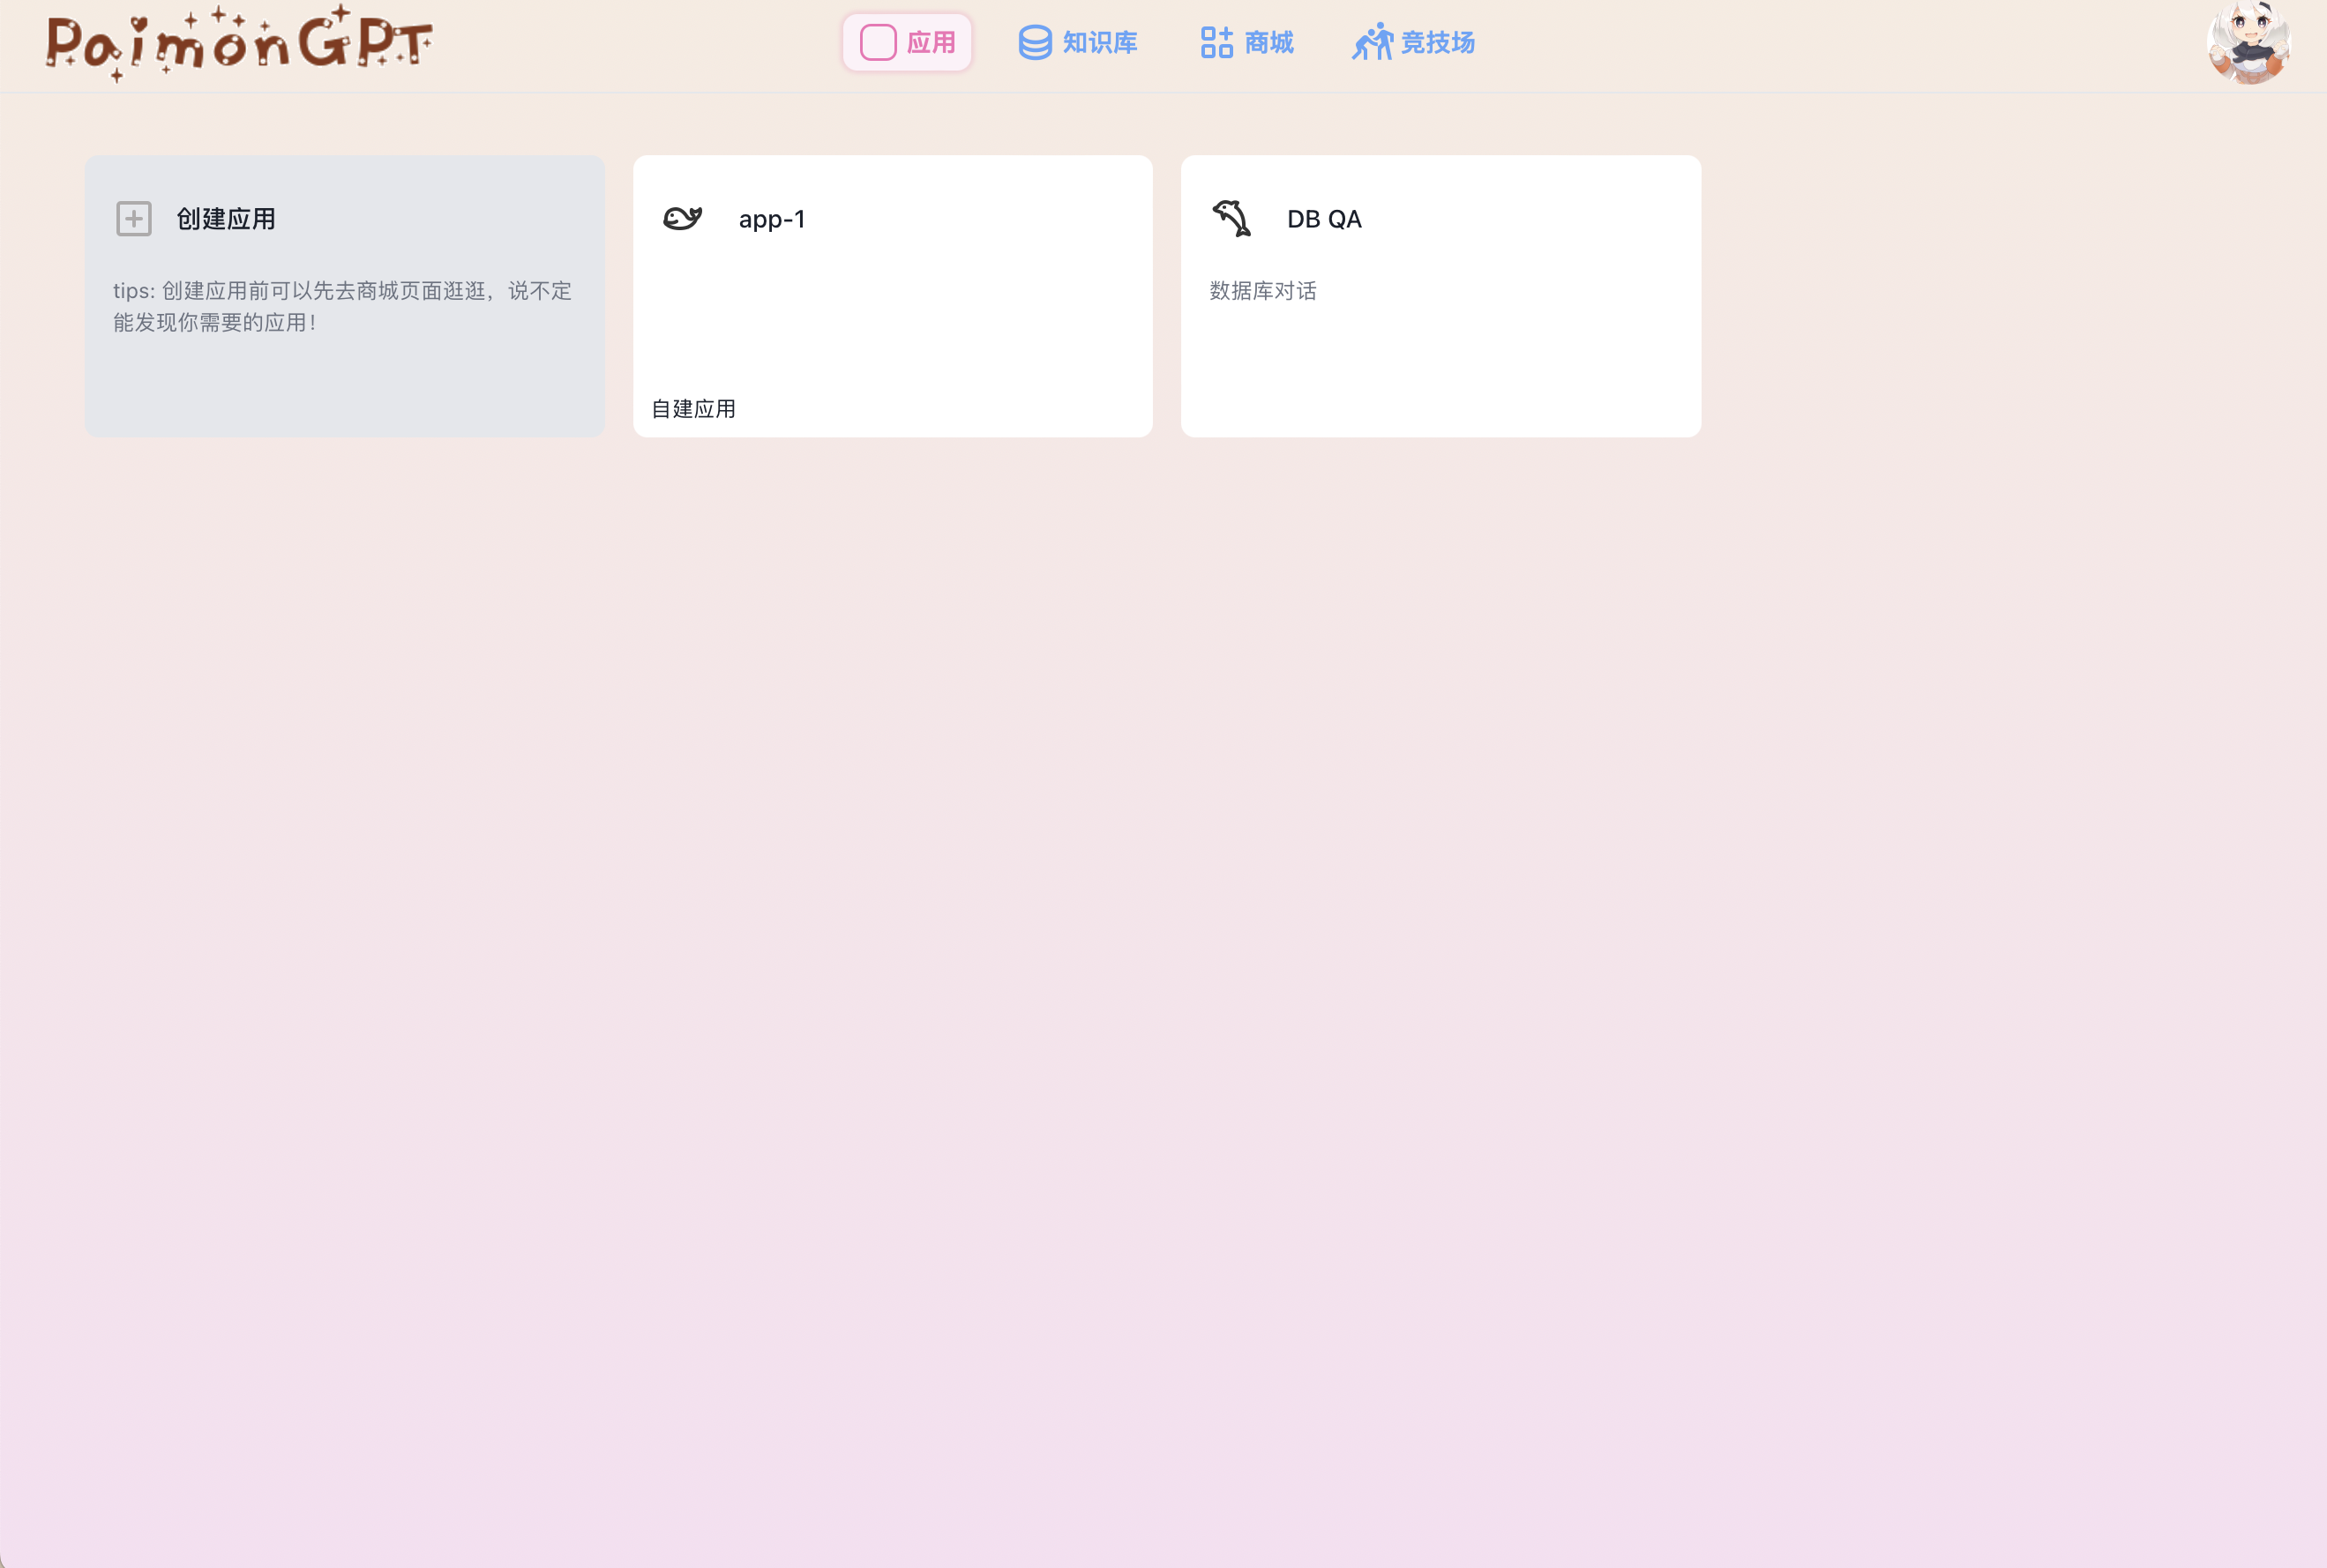 PaimonGPT
应用
知识库
商城
竞技场
创建应用
tips: 创建应用前可以先去商城页面逛逛，说不定
能发现你需要的应用！
app-1
自建应用
DB QA
数据库对话